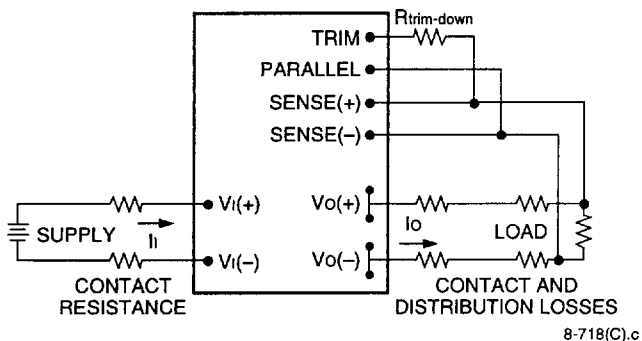 Rtrim-down
TRIM
PARALLEL
SENSE(+)
SENSE(–)
VI(+)
VO(+)
SUPPLY
II
IO
LOAD
VI(–)
VO(–)
CONTACT
RESISTANCE
CONTACT AND
DISTRIBUTION LOSSES
8-718(C).c